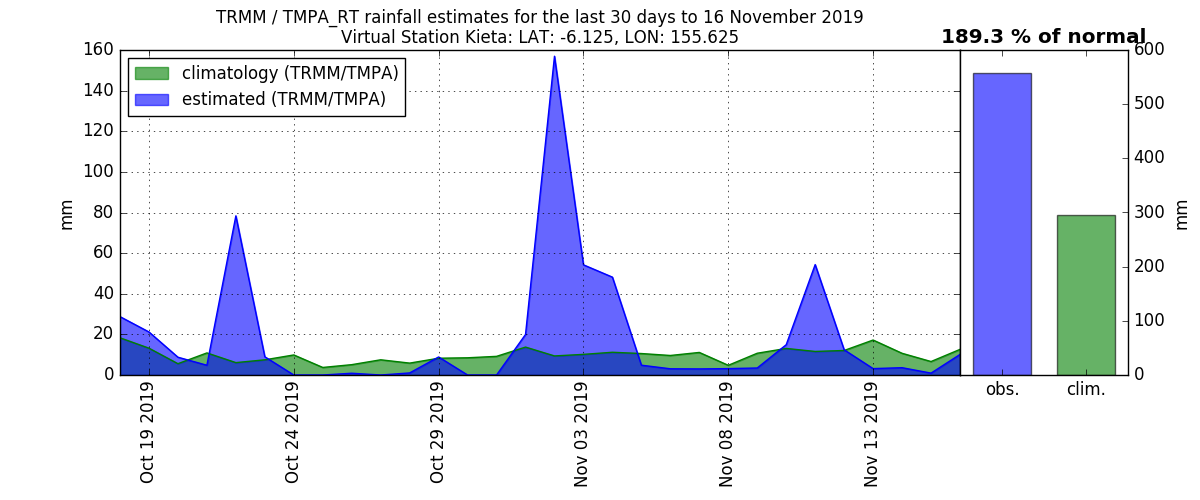 TRMM / TMPA_RT rainfall estimates for the last 30 days to 16 November 2019
Virtual Station Kieta: LAT: -6.125, LON: 155.625
189.3 % of normal
climatology (TRMM/TMPA)
estimated (TRMM/TMPA)
160
140
120
100
80
60
40
20
0
mm
Oct 19 2019
Oct 24 2019
Oct 29 2019
Nov 03 2019
Nov 08 2019
Nov 13 2019
600
500
400
300
200
100
0
mm
obs.
clim.